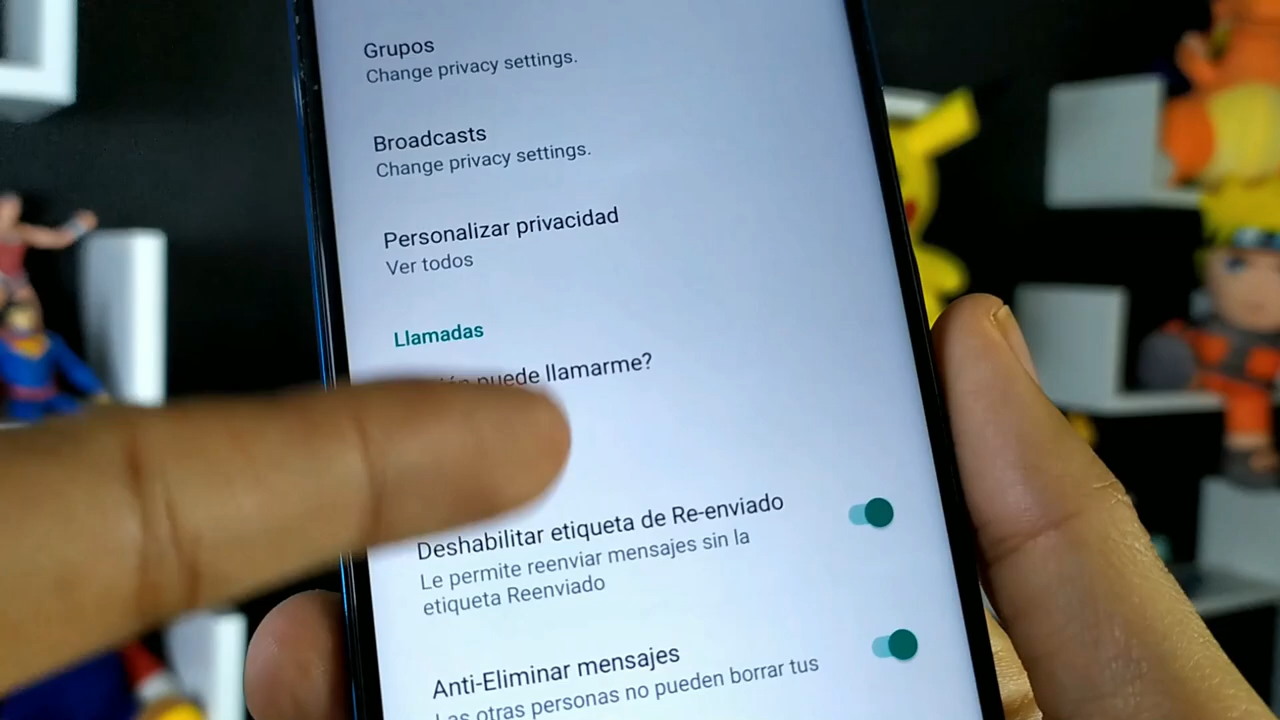 Grupos
Change privacy settings.
Broadcasts
Change privacy settings.
Personalizar privacidad
Ver todos
Llamadas
puede llamarme?
Deshabilitar etiqueta de Re-enviado
Le permite reenviar mensajes sin la
etiqueta Reenviado
Anti-Eliminar mensajes
Las otras personas no pueden borrar tus